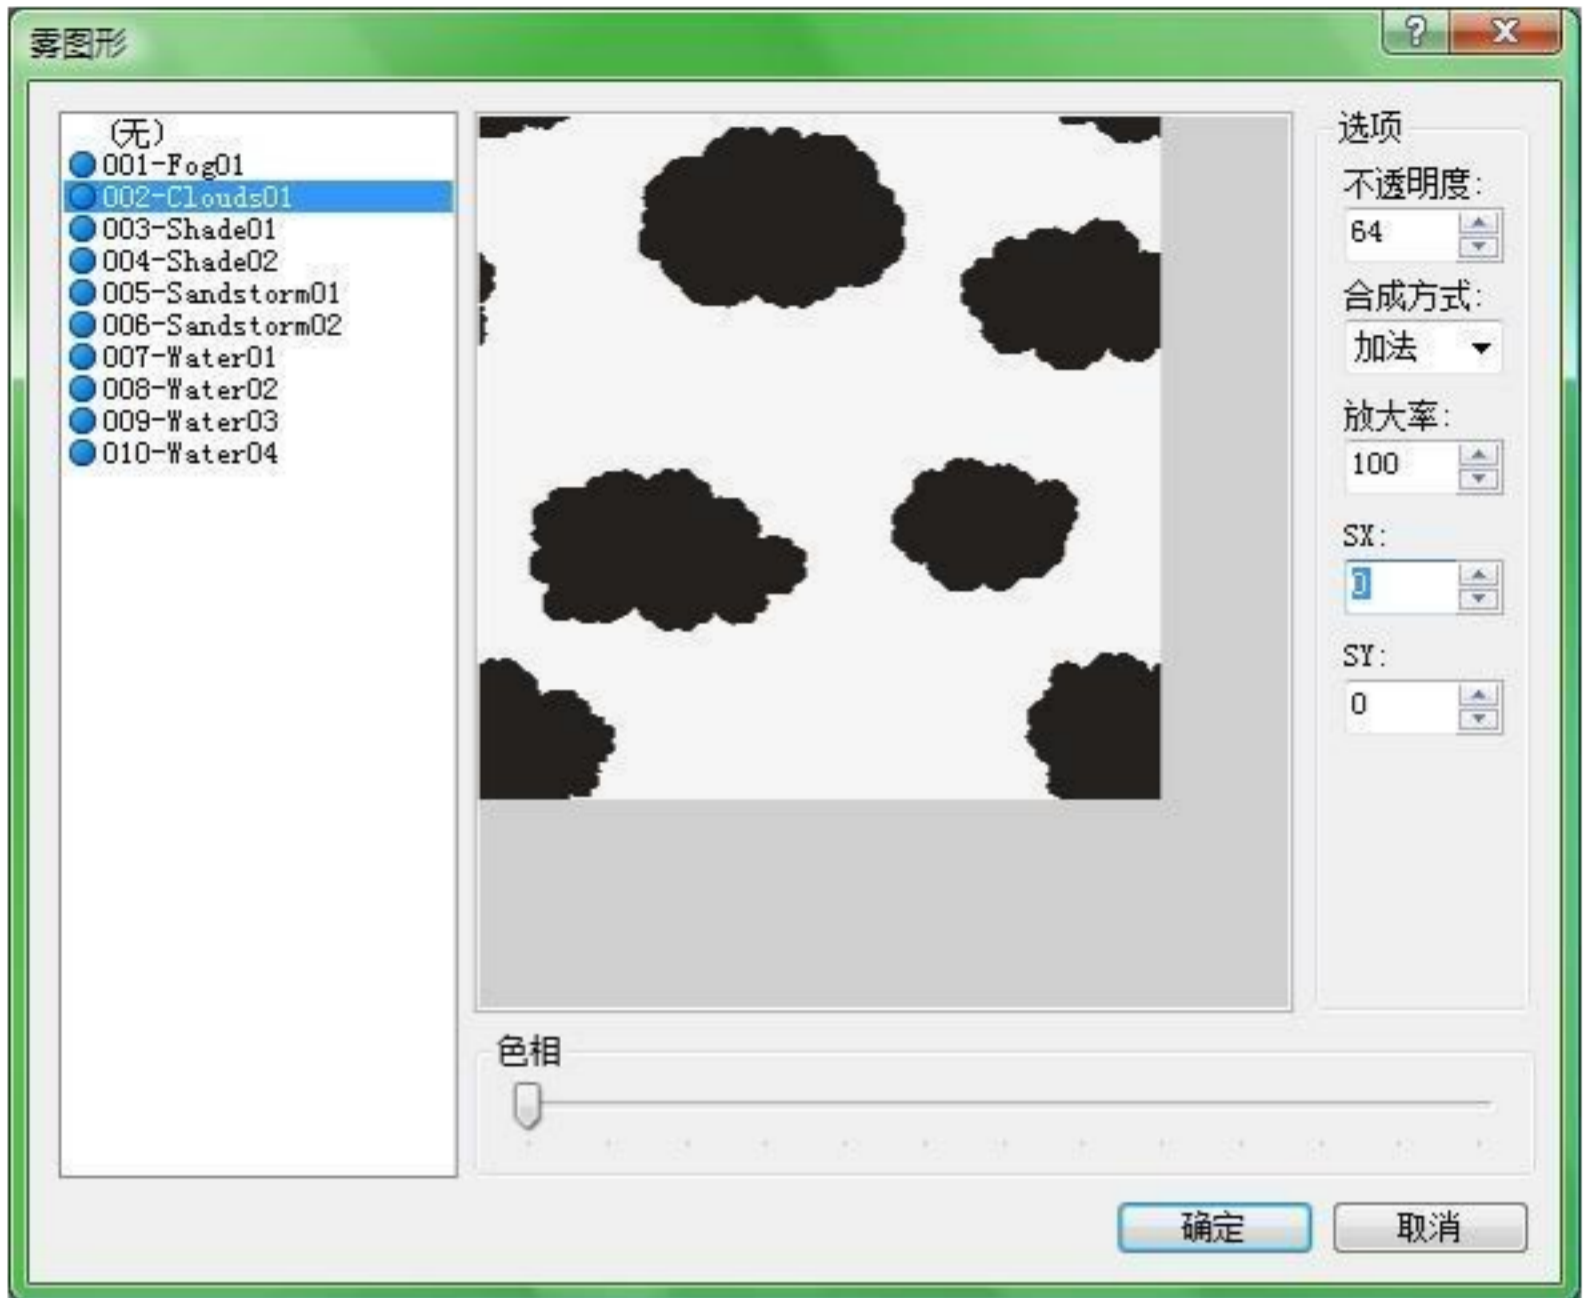 雾图形
(无)
001-Fog01
002-Clouds01
003-Shade01
004-Shade02
005-Sandstorm01
006-Sandstorm02
007-Water01
008-Water02
009-Water03
010-Water04
选项
不透明度:
64
合成方式:
加法
放大率:
100
SX:
0
SY:
0
色相
确定
取消